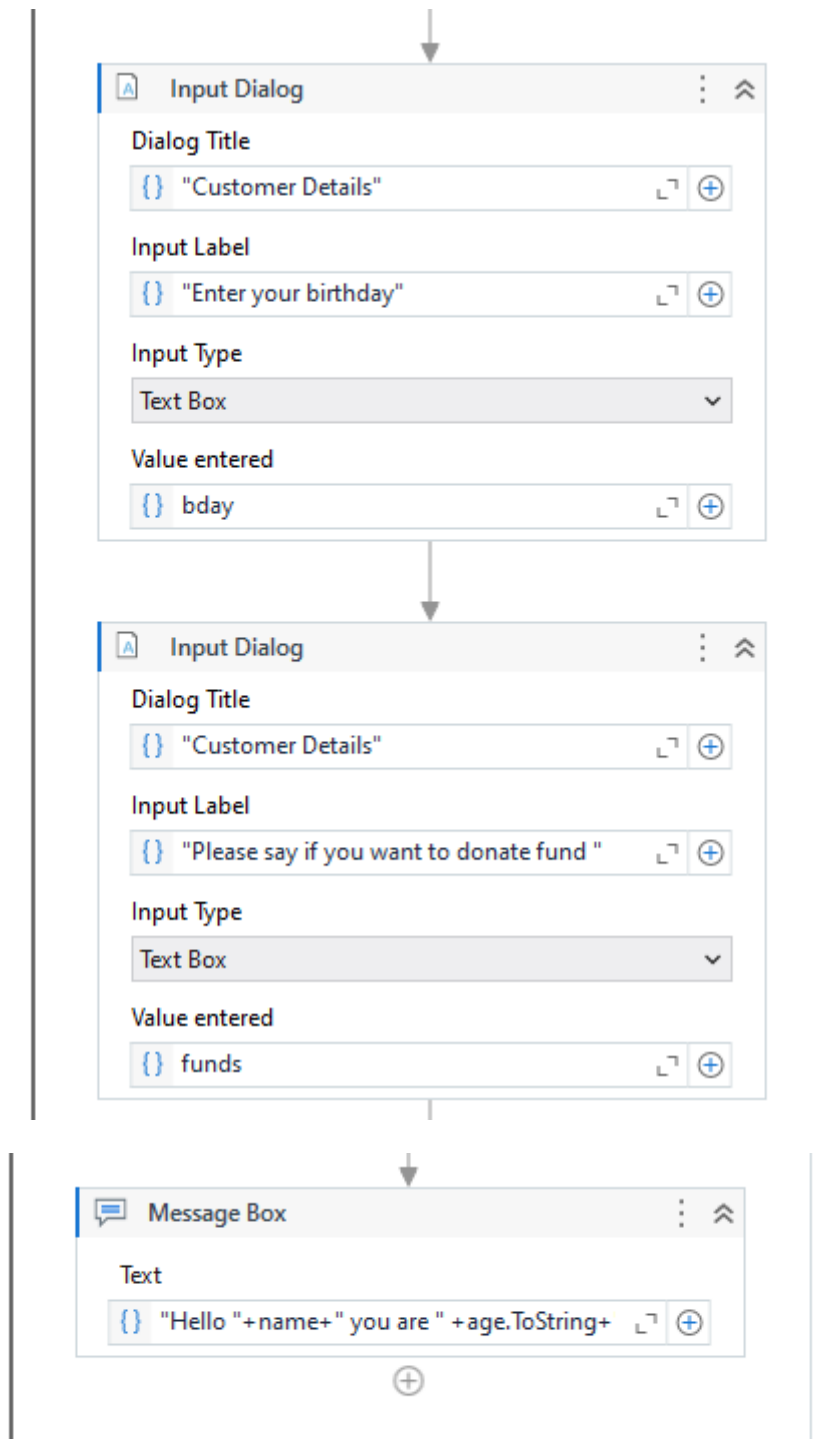 Input Dialog
Dialog Title
{} "Customer Details"
Input Label
{} "Enter your birthday"
Input Type
Text Box
Value entered
{} bday
A Input Dialog
Dialog Title
{} "Customer Details"
Input Label
{} "Please say if you want to donate fund "
Input Type
Text Box
Value entered
{} funds
Message Box
Text
{} "Hello "+name+" you are " +age.ToString+